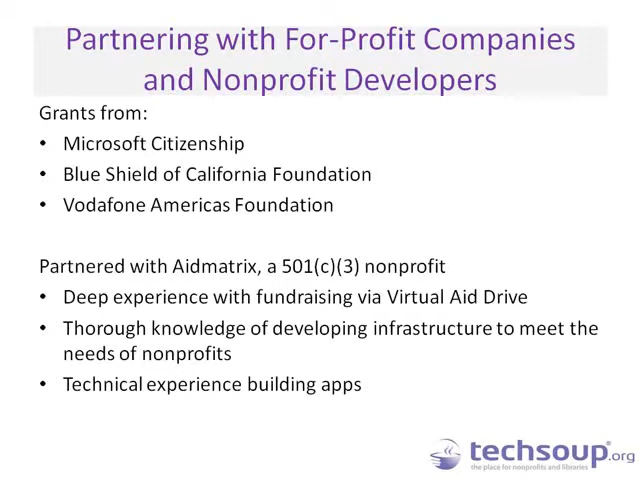 Partnering with For-Profit Companies
and Nonprofit Developers
Grants from:
• Microsoft Citizenship
• Blue Shield of California Foundation
• Vodafone Americas Foundation
Partnered with Aidmatrix, a 501(c)(3) nonprofit
• Deep experience with fundraising via Virtual Aid Drive
• Thorough knowledge of developing infrastructure to meet the
needs of nonprofits
• Technical experience building apps
techsoup®.org
the place for nonprofits and libraries